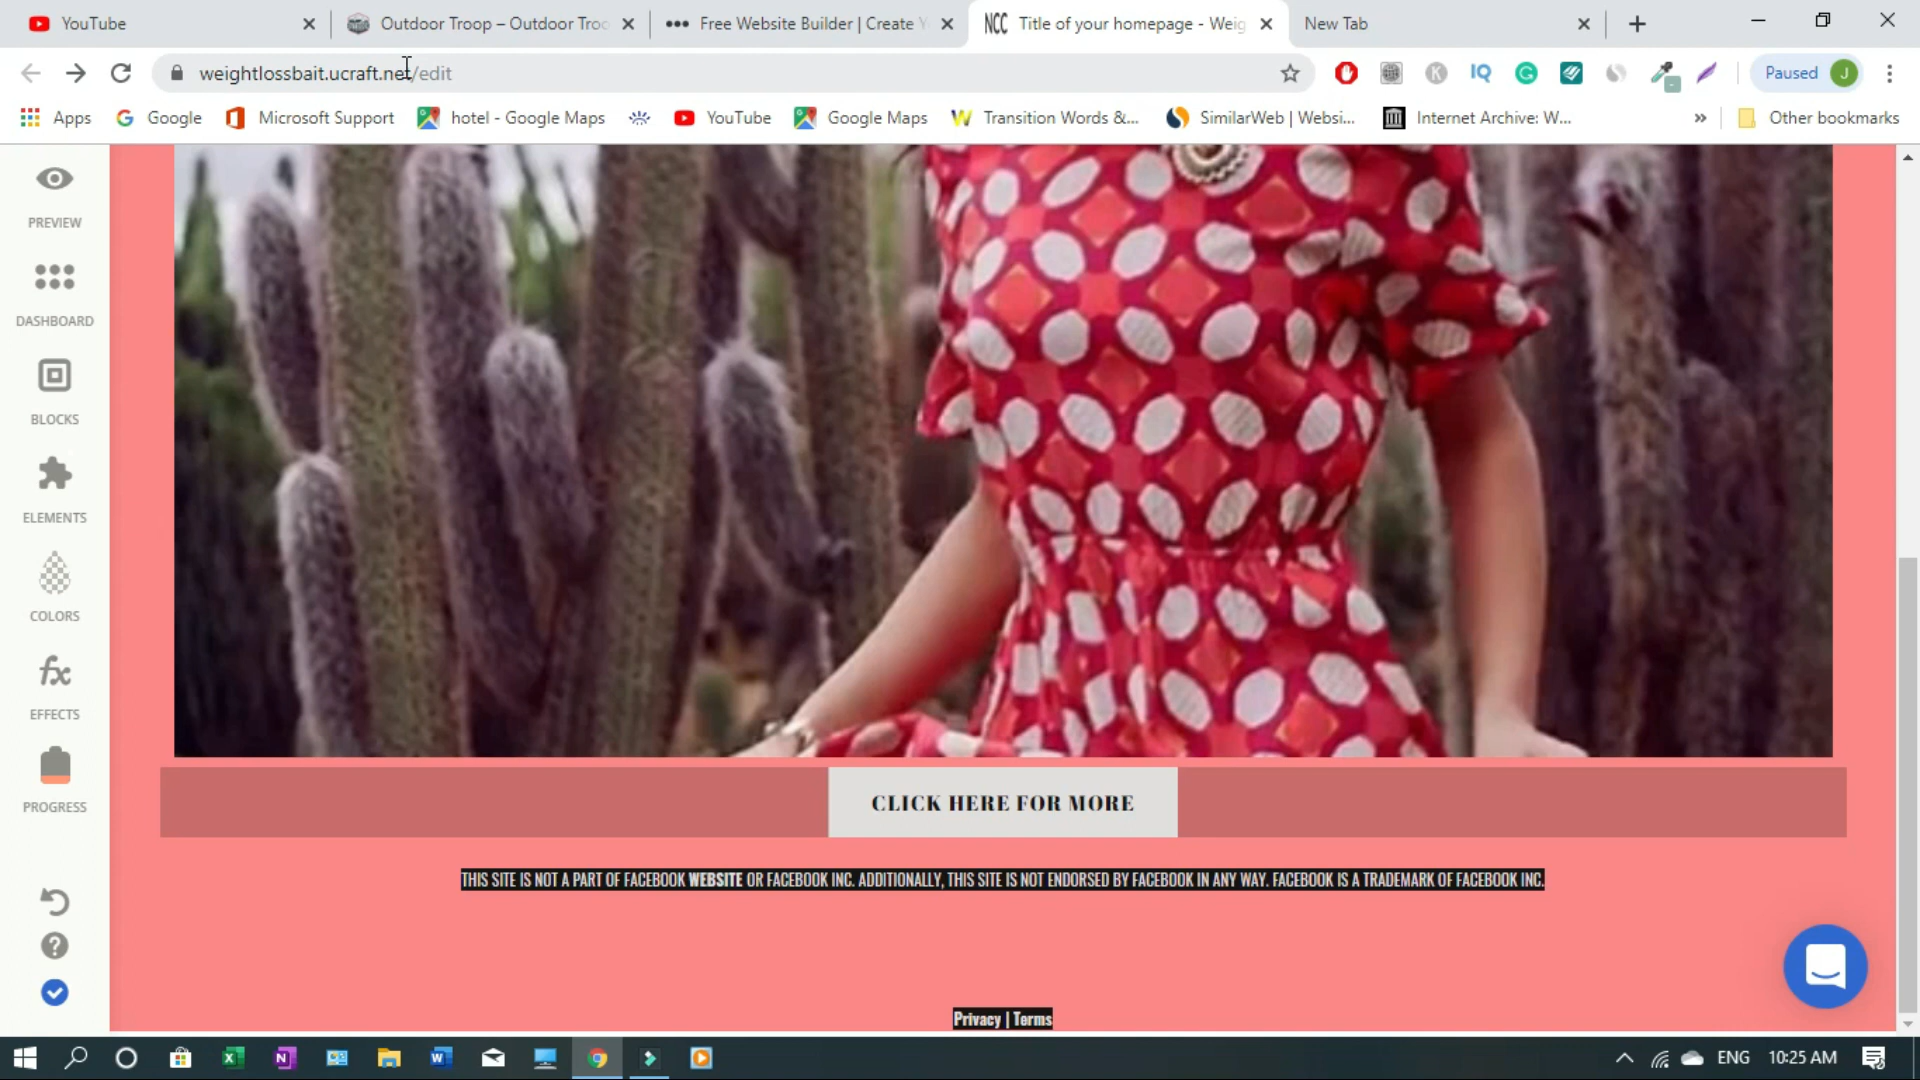 YouTube
Outdoor Troop – Outdoor Troo
Free Website Builder | Create Y
NCC Title of your homepage - Weig
New Tab
weightlossbait.ucraft.net/edit
Paused J
Apps
Google
Microsoft Support
hotel - Google Maps
YouTube
Google Maps
Transition Words &...
SimilarWeb | Websi...
Internet Archive: W...
Other bookmarks
PREVIEW
DASHBOARD
BLOCKS
ELEMENTS
COLORS
EFFECTS
PROGRESS
CLICK HERE FOR MORE
THIS SITE IS NOT A PART OF FACEBOOK WEBSITE OR FACEBOOK INC. ADDITIONALLY, THIS SITE IS NOT ENDORSED BY FACEBOOK IN ANY WAY. FACEBOOK IS A TRADEMARK OF FACEBOOK INC.
Privacy | Terms
ENG
10:25 AM